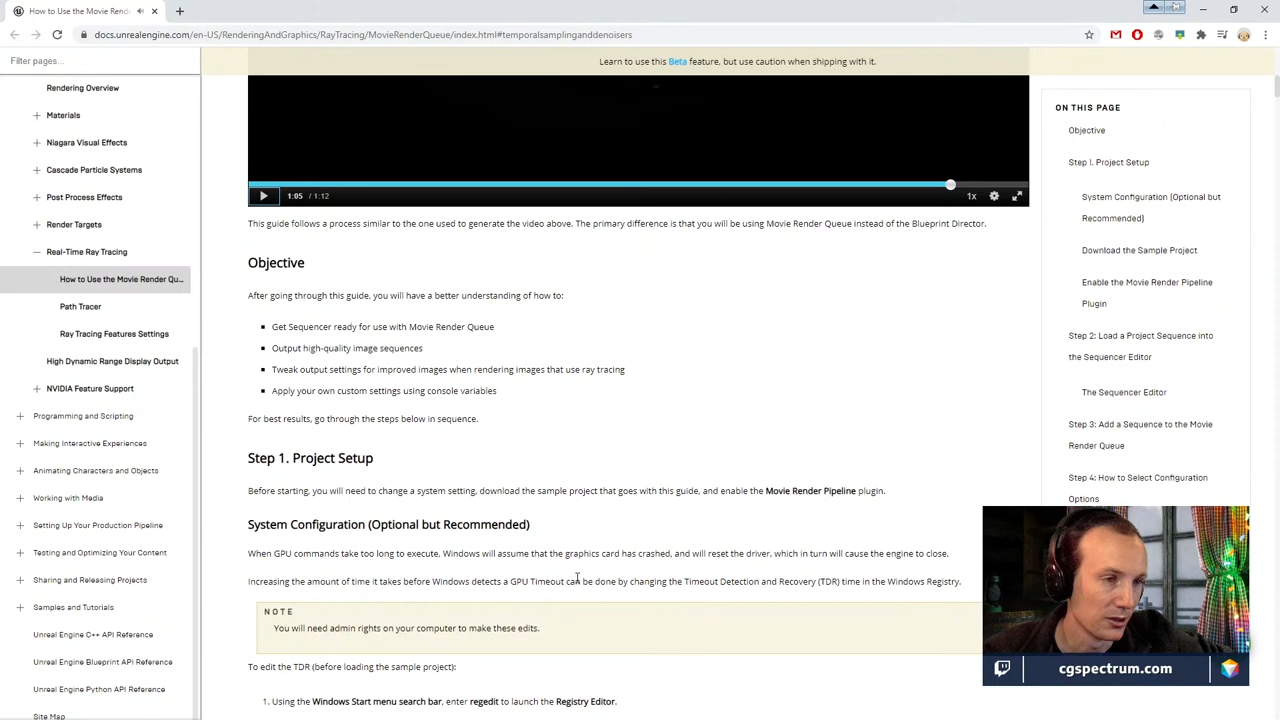 How to Use the Movie Rende
docs.unrealengine.com/en-US/RenderingAndGraphics/RayTracing/MovieRenderQueue/index.html#temporalsamplinganddenoisers
Filter pages...
Learn to use this Beta feature, but use caution when shipping with it.
Rendering Overview
Materials
Niagara Visual Effects
Cascade Particle Systems
Post Process Effects
Render Targets
Real-Time Ray Tracing
How to Use the Movie Render Qu...
Path Tracer
Ray Tracing Features Settings
High Dynamic Range Display Output
NVIDIA Feature Support
Programming and Scripting
Making Interactive Experiences
Animating Characters and Objects
Working with Media
Setting Up Your Production Pipeline
Testing and Optimizing Your Content
Sharing and Releasing Projects
Samples and Tutorials
Unreal Engine C++ API Reference
Unreal Engine Blueprint API Reference
Unreal Engine Python API Reference
Site Map
1:05 / 1:12
1x
This guide follows a process similar to the one used to generate the video above. The primary difference is that you will be using Movie Render Queue instead of the Blueprint Director.
Objective
After going through this guide, you will have a better understanding of how to:
Get Sequencer ready for use with Movie Render Queue
Output high-quality image sequences
Tweak output settings for improved images when rendering images that use ray tracing
Apply your own custom settings using console variables
For best results, go through the steps below in sequence.
Step 1. Project Setup
Before starting, you will need to change a system setting, download the sample project that goes with this guide, and enable the Movie Render Pipeline plugin.
System Configuration (Optional but Recommended)
When GPU commands take too long to execute, Windows will assume that the graphics card has crashed, and will reset the driver, which in turn will cause the engine to close.
Increasing the amount of time it takes before Windows detects a GPU Timeout can be done by changing the Timeout Detection and Recovery (TDR) time in the Windows Registry.
NOTE
You will need admin rights on your computer to make these edits.
To edit the TDR (before loading the sample project):
1. Using the Windows Start menu search bar, enter regedit to launch the Registry Editor.
ON THIS PAGE
Objective
Step 1. Project Setup
System Configuration (Optional but
Recommended)
Download the Sample Project
Enable the Movie Render Pipeline
Plugin
Step 2: Load a Project Sequence into
the Sequencer Editor
The Sequencer Editor
Step 3: Add a Sequence to the Movie
Render Queue
Step 4: How to Select Configuration
Options
cgspectrum.com